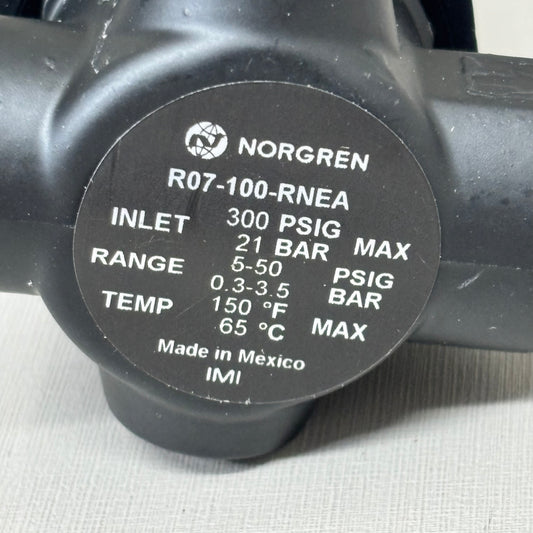 NORGREN
R07-100-RNEA
INLET 300 PSIG MAX
21 BAR
RANGE 5-50 PSIG
0.3-3.5 BAR
TEMP 150 °F MAX
65 °C
Made in Mexico
IMI